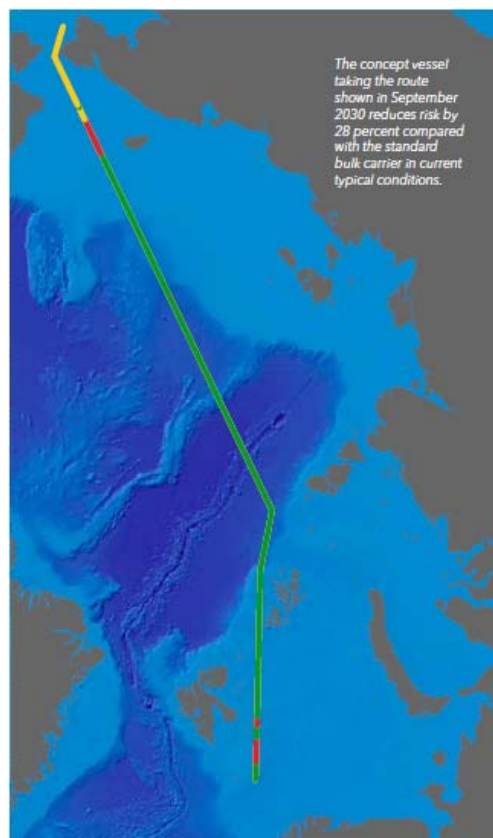 The concept vessel
taking the route
shown in September
2030 reduces risk by
28 percent compared
with the standard
bulk carrier in current
typical conditions.